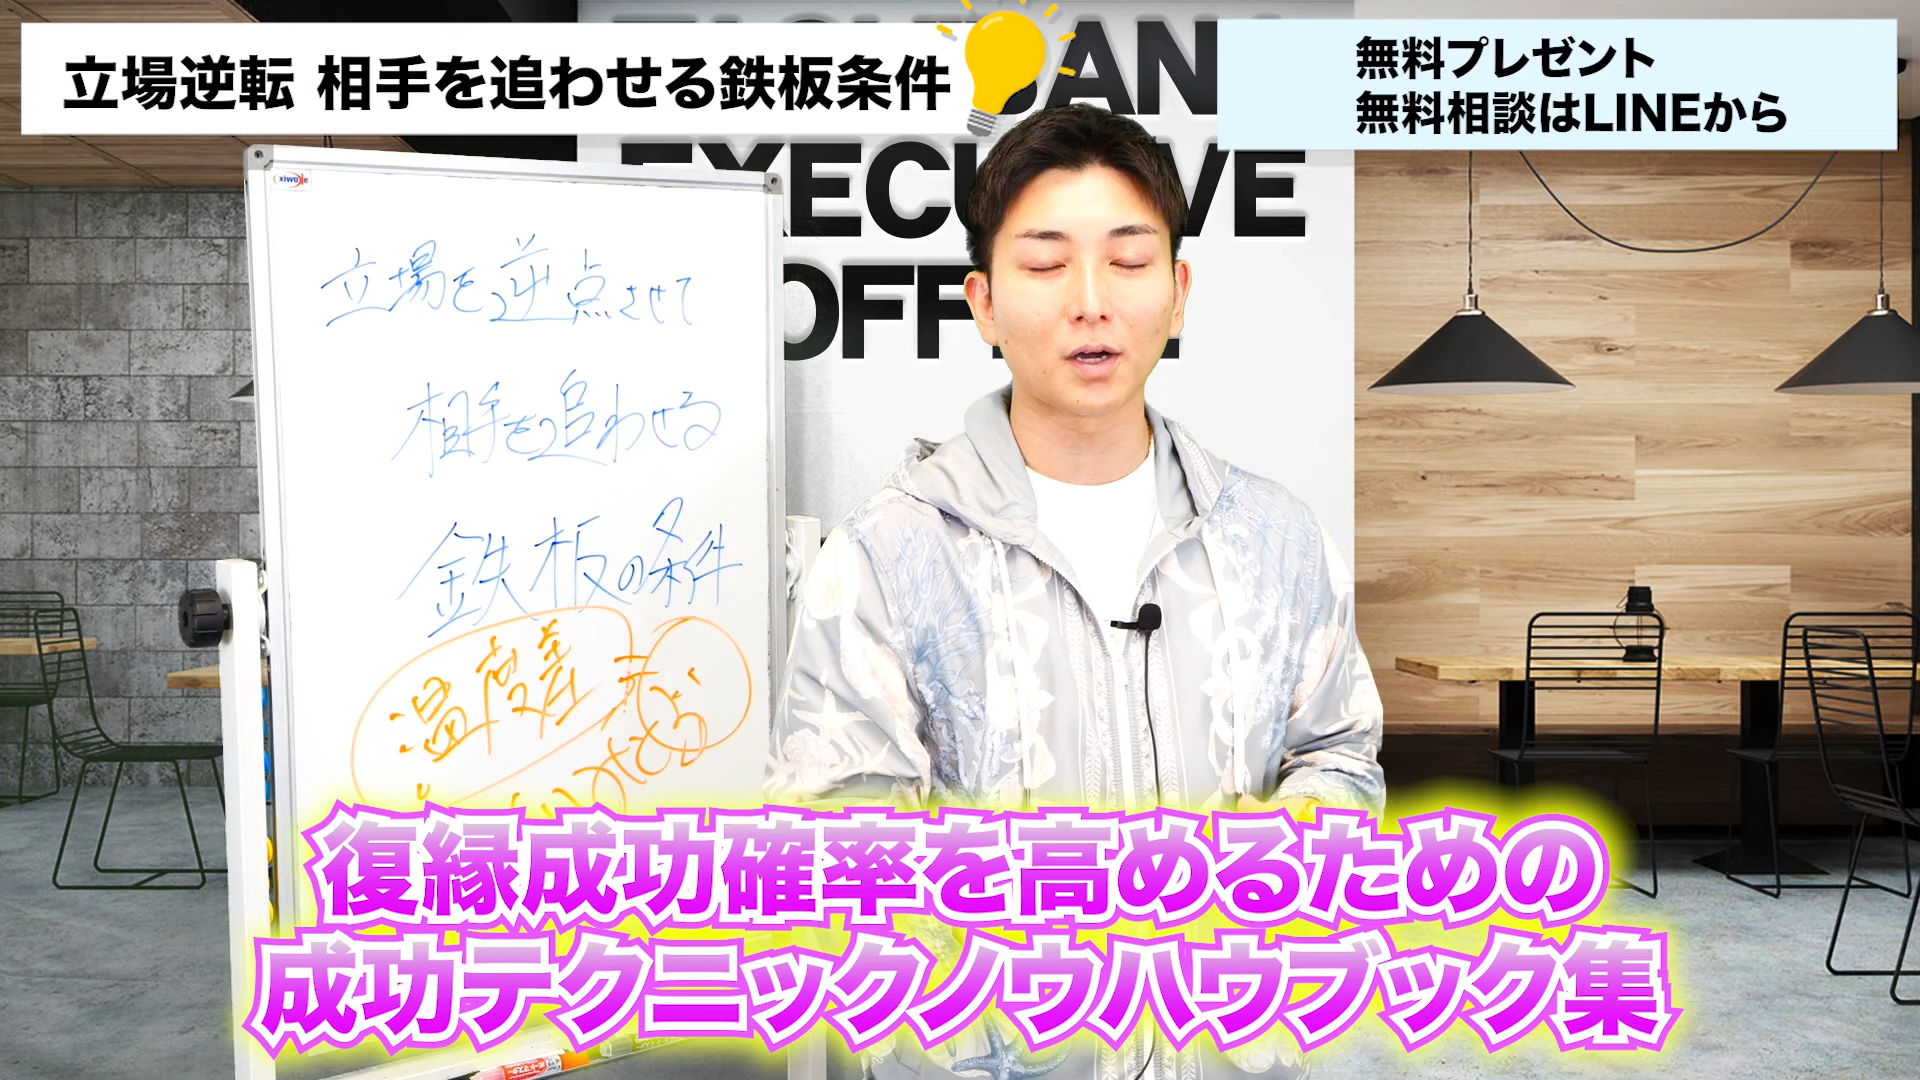 立場逆転 相手を追わせる鉄板条件
無料プレゼント
無料相談はLINEから
EXECU
VE
OFF
xiwode
立場を逆点させて
相手を追わせる
鉄板の条件
温度差
復縁成功確率を高めるための
成功テクニックノウハウブック集